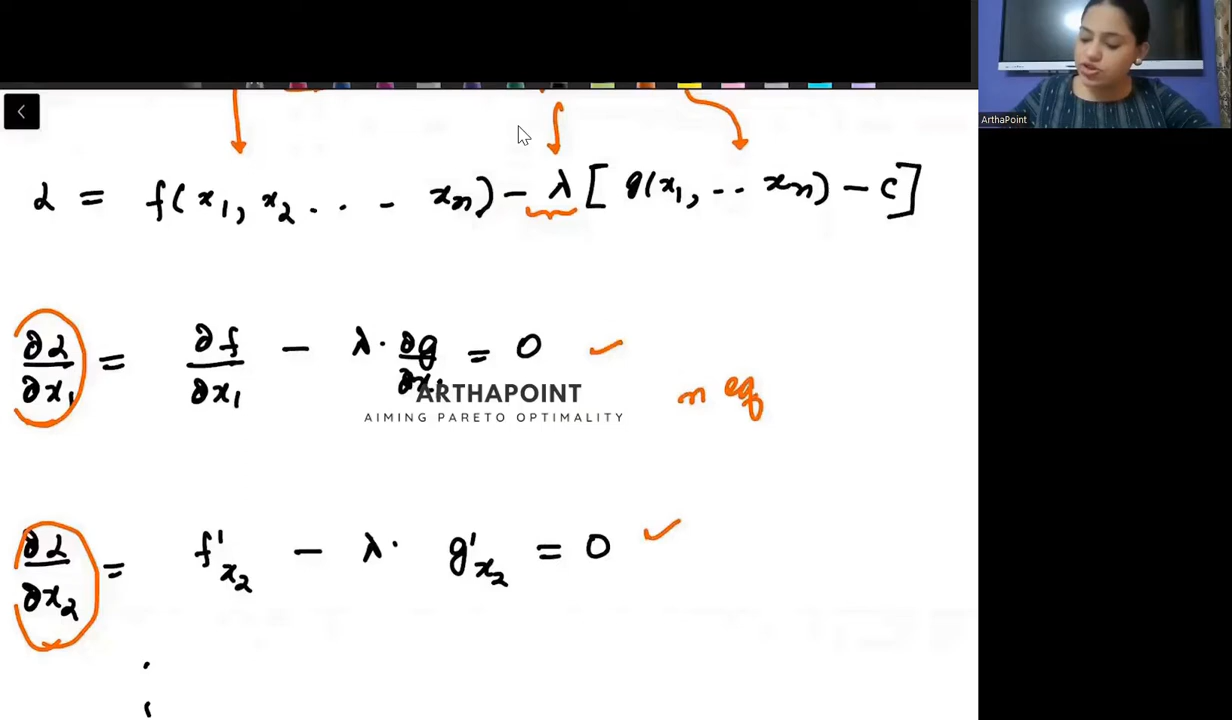 ArthaPoint
ℒ = f(x₁, x₂ . . . - xₙ) - λ [ g(x₁, -- xₙ) - c ]
∂ℒ/∂x₁ = ∂f/∂x₁ - λ · ∂g/∂x₁ = 0 ✓
ARTHAPOINT
AIMING PARETO OPTIMALITY
n eq
∂ℒ/∂x₂ = f'x₂ - λ · g'x₂ = 0 ✓